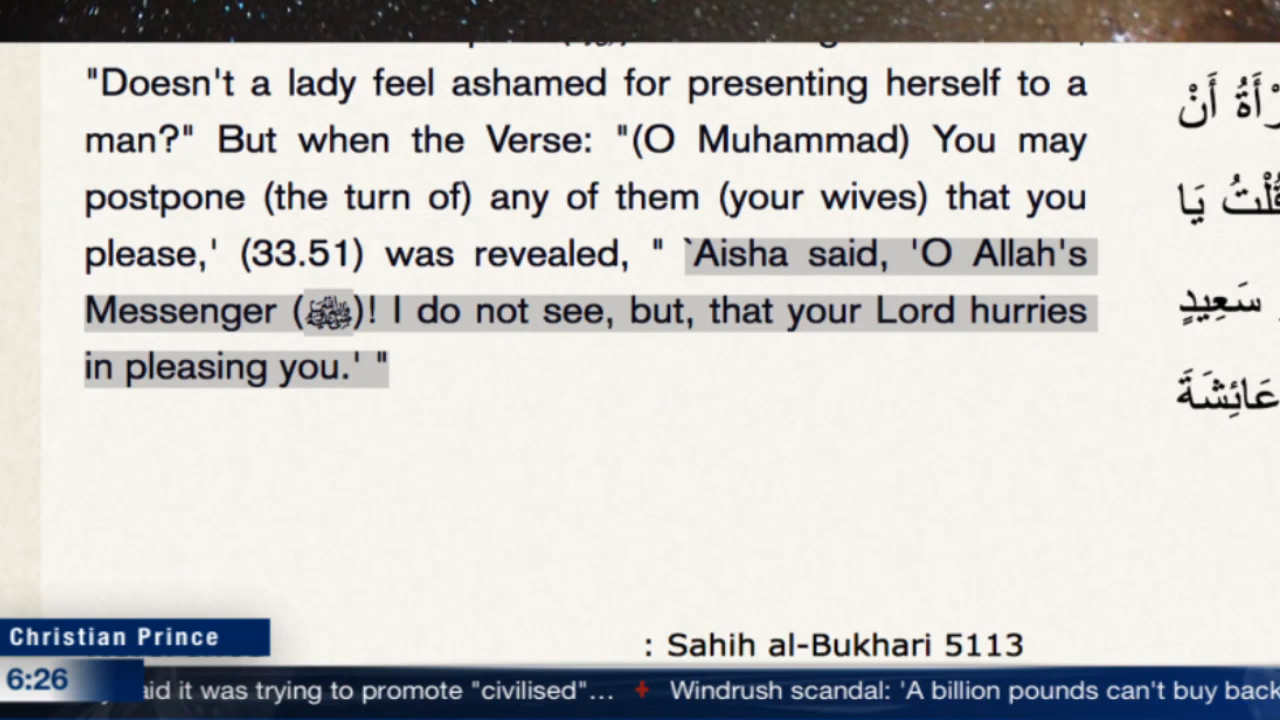 "Doesn't a lady feel ashamed for presenting herself to a
man?" But when the Verse: "(O Muhammad) You may
postpone (the turn of) any of them (your wives) that you
please,' (33.51) was revealed, " `Aisha said, 'O Allah's
Messenger (ﷺ)! I do not see, but, that your Lord hurries
in pleasing you.' "
أَنْ
قُلْتُ يَا
سَعِيدٍ
عَائِشَةَ
: Sahih al-Bukhari 5113
Christian Prince
6:26
aid it was trying to promote "civilised"... Windrush scandal: 'A billion pounds can't buy back